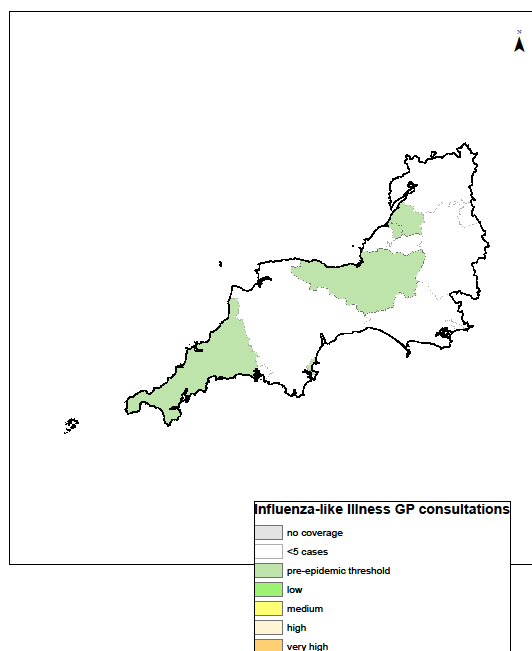 N
Influenza-like Illness GP consultations
no coverage
<5 cases
pre-epidemic threshold
low
medium
high
very high